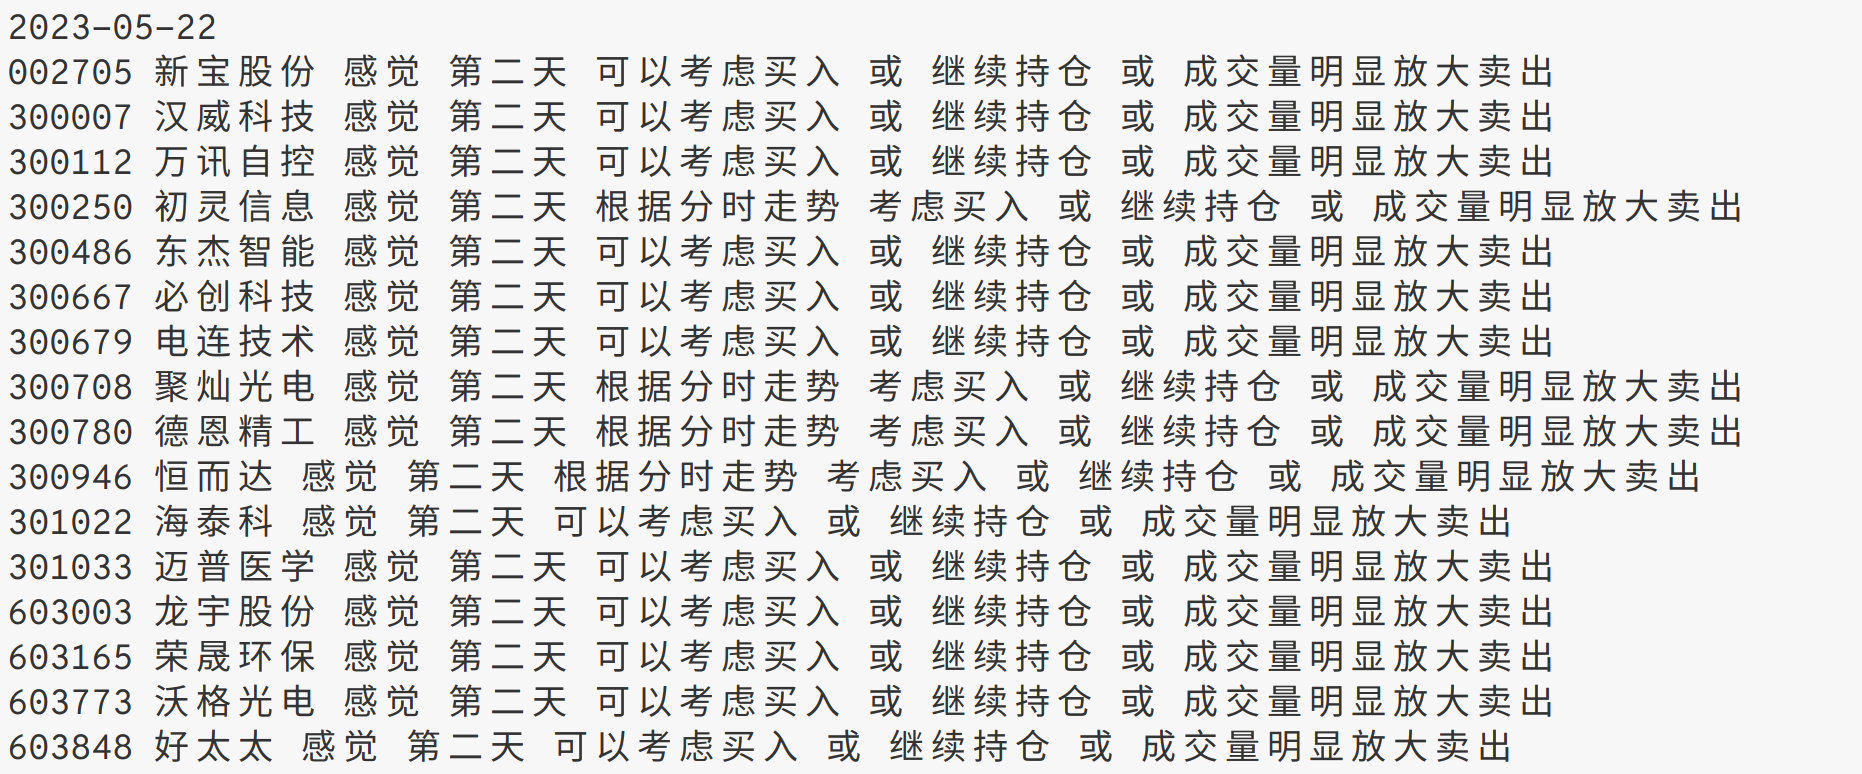 2023-05-22
002705 新宝股份 感觉 第二天 可以考虑买入 或 继续持仓 或 成交量明显放大卖出
300007 汉威科技 感觉 第二天 可以考虑买入 或 继续持仓 或 成交量明显放大卖出
300112 万讯自控 感觉 第二天 可以考虑买入 或 继续持仓 或 成交量明显放大卖出
300250 初灵信息 感觉 第二天 根据分时走势 考虑买入 或 继续持仓 或 成交量明显放大卖出
300486 东杰智能 感觉 第二天 可以考虑买入 或 继续持仓 或 成交量明显放大卖出
300667 必创科技 感觉 第二天 可以考虑买入 或 继续持仓 或 成交量明显放大卖出
300679 电连技术 感觉 第二天 可以考虑买入 或 继续持仓 或 成交量明显放大卖出
300708 聚灿光电 感觉 第二天 根据分时走势 考虑买入 或 继续持仓 或 成交量明显放大卖出
300780 德恩精工 感觉 第二天 根据分时走势 考虑买入 或 继续持仓 或 成交量明显放大卖出
300946 恒而达 感觉 第二天 根据分时走势 考虑买入 或 继续持仓 或 成交量明显放大卖出
301022 海泰科 感觉 第二天 可以考虑买入 或 继续持仓 或 成交量明显放大卖出
301033 迈普医学 感觉 第二天 可以考虑买入 或 继续持仓 或 成交量明显放大卖出
603003 龙宇股份 感觉 第二天 可以考虑买入 或 继续持仓 或 成交量明显放大卖出
603165 荣晟环保 感觉 第二天 可以考虑买入 或 继续持仓 或 成交量明显放大卖出
603773 沃格光电 感觉 第二天 可以考虑买入 或 继续持仓 或 成交量明显放大卖出
603848 好太太 感觉 第二天 可以考虑买入 或 继续持仓 或 成交量明显放大卖出